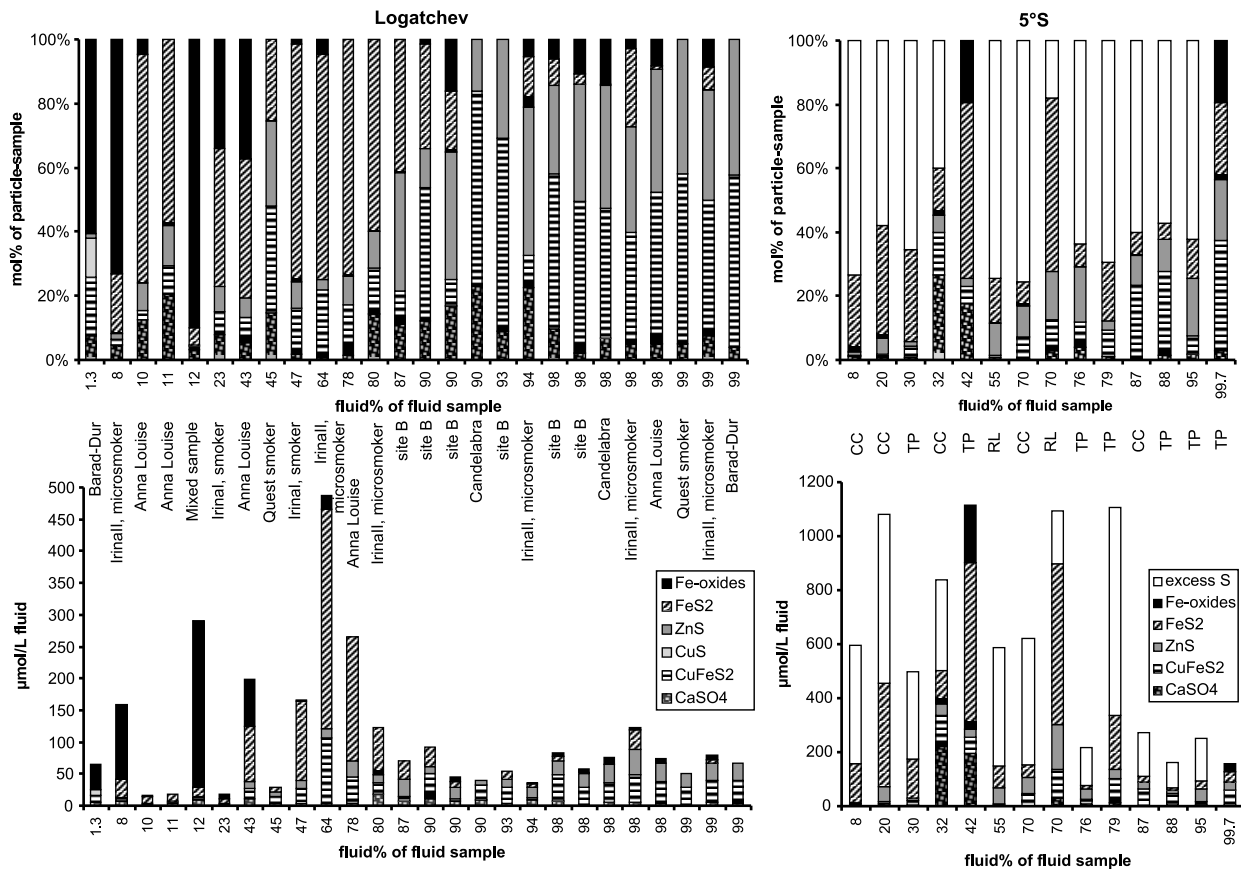 Logatchev
100%
80%
60%
40%
20%
0%
mol% of particle-sample
1.3 8 10 11 12 23 43 45 47 64 78 80 87 90 90 90 93 94 98 98 98 98 98 99 99 99
fluid% of fluid sample
Barad-Dur
IrinaII, microsmoker
Anna Louise
Anna Louise
Mixed sample
IrinaI, smoker
Anna Louise
Quest smoker
IrinaI, smoker
IrinaII,
microsmoker
Anna Louise
IrinaII, microsmoker
site B
site B
site B
Candelabra
site B
IrinaII, microsmoker
site B
site B
Candelabra
IrinaII, microsmoker
Anna Louise
Quest smoker
IrinaII, microsmoker
Barad-Dur
500
450
400
350
300
250
200
150
100
50
0
µmol/L fluid
Fe-oxides
FeS2
ZnS
CuS
CuFeS2
CaSO4
1.3 8 10 11 12 23 43 45 47 64 78 80 87 90 90 90 93 94 98 98 98 98 98 99 99 99
fluid% of fluid sample
5°S
100%
80%
60%
40%
20%
0%
mol% of particle-sample
8 20 30 32 42 55 70 70 76 79 87 88 95 99.7
fluid% of fluid sample
CC CC TP CC TP RL CC RL TP TP CC TP TP TP
1200
1000
800
600
400
200
0
µmol/L fluid
excess S
Fe-oxides
FeS2
ZnS
CuFeS2
CaSO4
8 20 30 32 42 55 70 70 76 79 87 88 95 99.7
fluid% of fluid sample